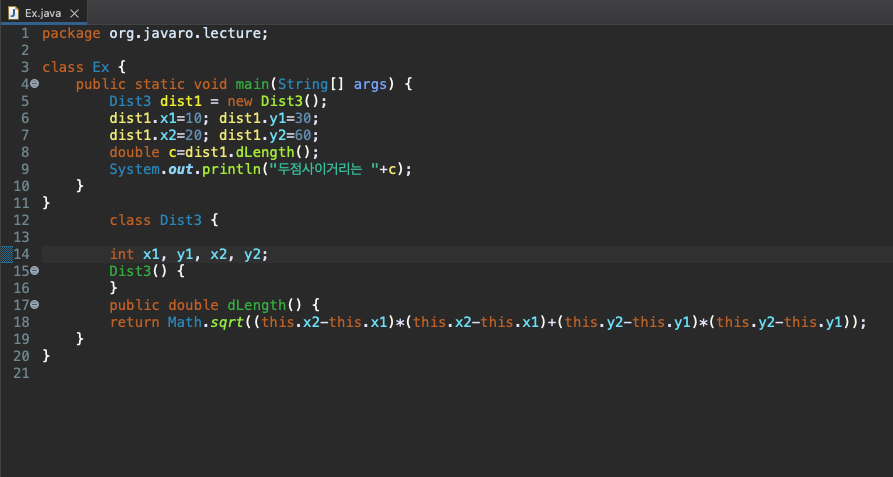 Ex.java
1 package org.javaro.lecture;
2
3 class Ex {
4 public static void main(String[] args) {
5 Dist3 dist1 = new Dist3();
6 dist1.x1=10; dist1.y1=30;
7 dist1.x2=20; dist1.y2=60;
8 double c=dist1.dLength();
9 System.out.println("두점사이거리는 "+c);
10 }
11 }
12 class Dist3 {
13
14 int x1, y1, x2, y2;
15 Dist3() {
16 }
17 public double dLength() {
18 return Math.sqrt((this.x2-this.x1)*(this.x2-this.x1)+(this.y2-this.y1)*(this.y2-this.y1));
19 }
20 }
21